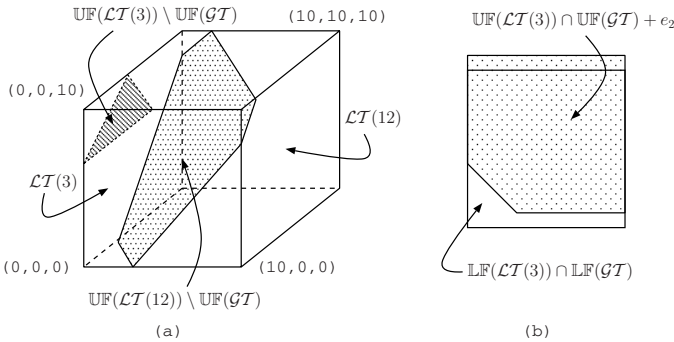 𝕌𝔽(ℒ𝒯(3)) \ 𝕌𝔽(𝒢𝒯)
(10,10,10)
(0,0,10)
ℒ𝒯(12)
ℒ𝒯(3)
(0,0,0)
(10,0,0)
𝕌𝔽(ℒ𝒯(12)) \ 𝕌𝔽(𝒢𝒯)
(a)
𝕌𝔽(ℒ𝒯(3)) ∩ 𝕌𝔽(𝒢𝒯) + e₂
𝕃𝔽(ℒ𝒯(3)) ∩ 𝕃𝔽(𝒢𝒯)
(b)